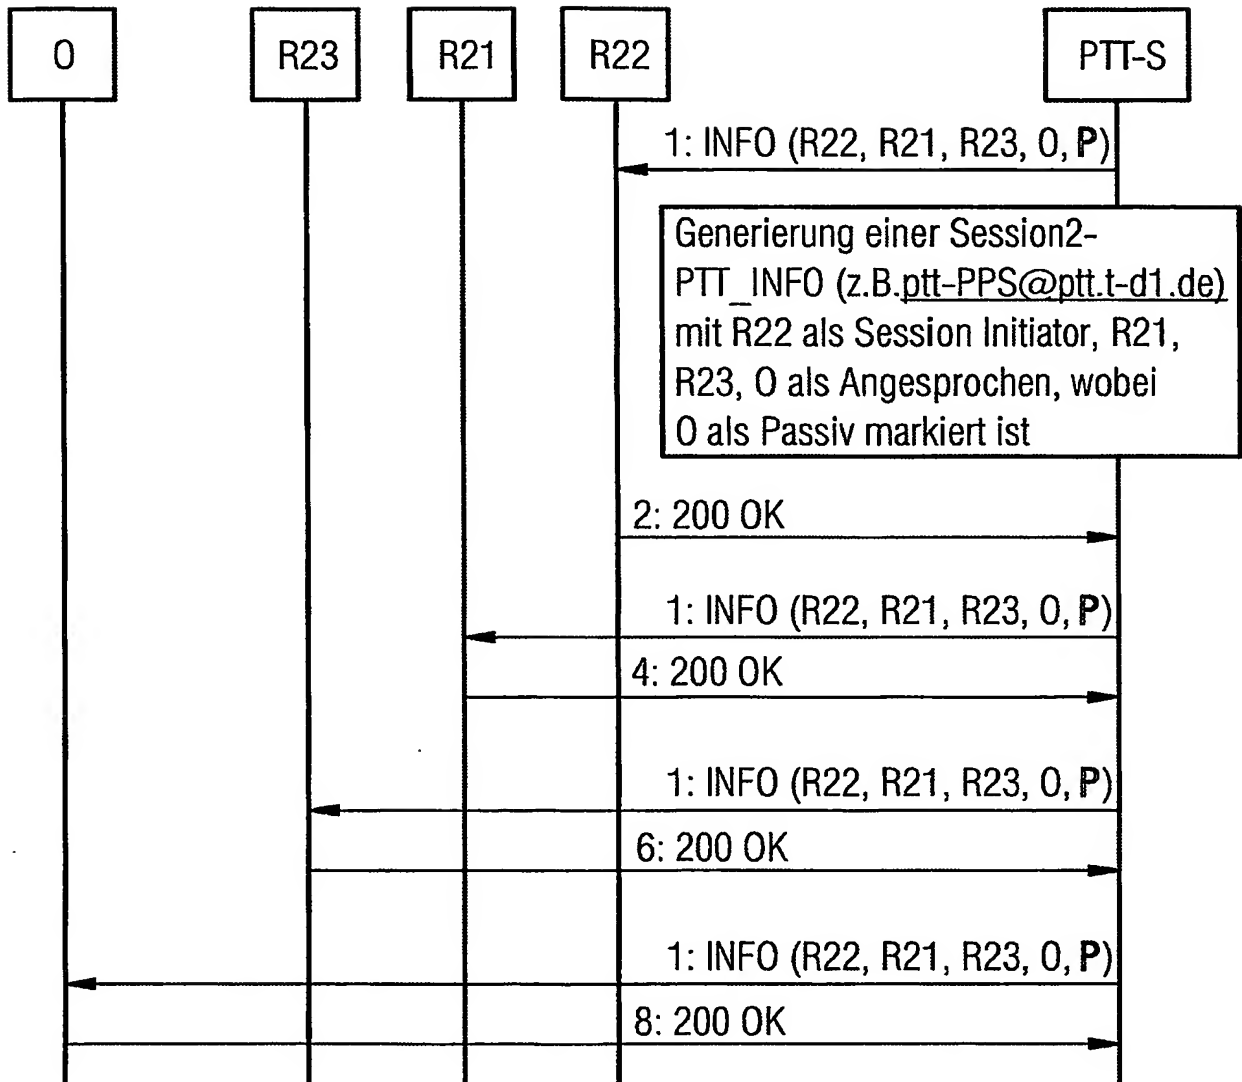 O
R23
R21
R22
PTT-S
1: INFO (R22, R21, R23, O, P)
Generierung einer Session2-
PTT_INFO (z.B.ptt-PPS@ptt.t-d1.de)
mit R22 als Session Initiator, R21,
R23, O als Angesprochen, wobei
O als Passiv markiert ist
2: 200 OK
1: INFO (R22, R21, R23, O, P)
4: 200 OK
1: INFO (R22, R21, R23, O, P)
6: 200 OK
1: INFO (R22, R21, R23, O, P)
8: 200 OK